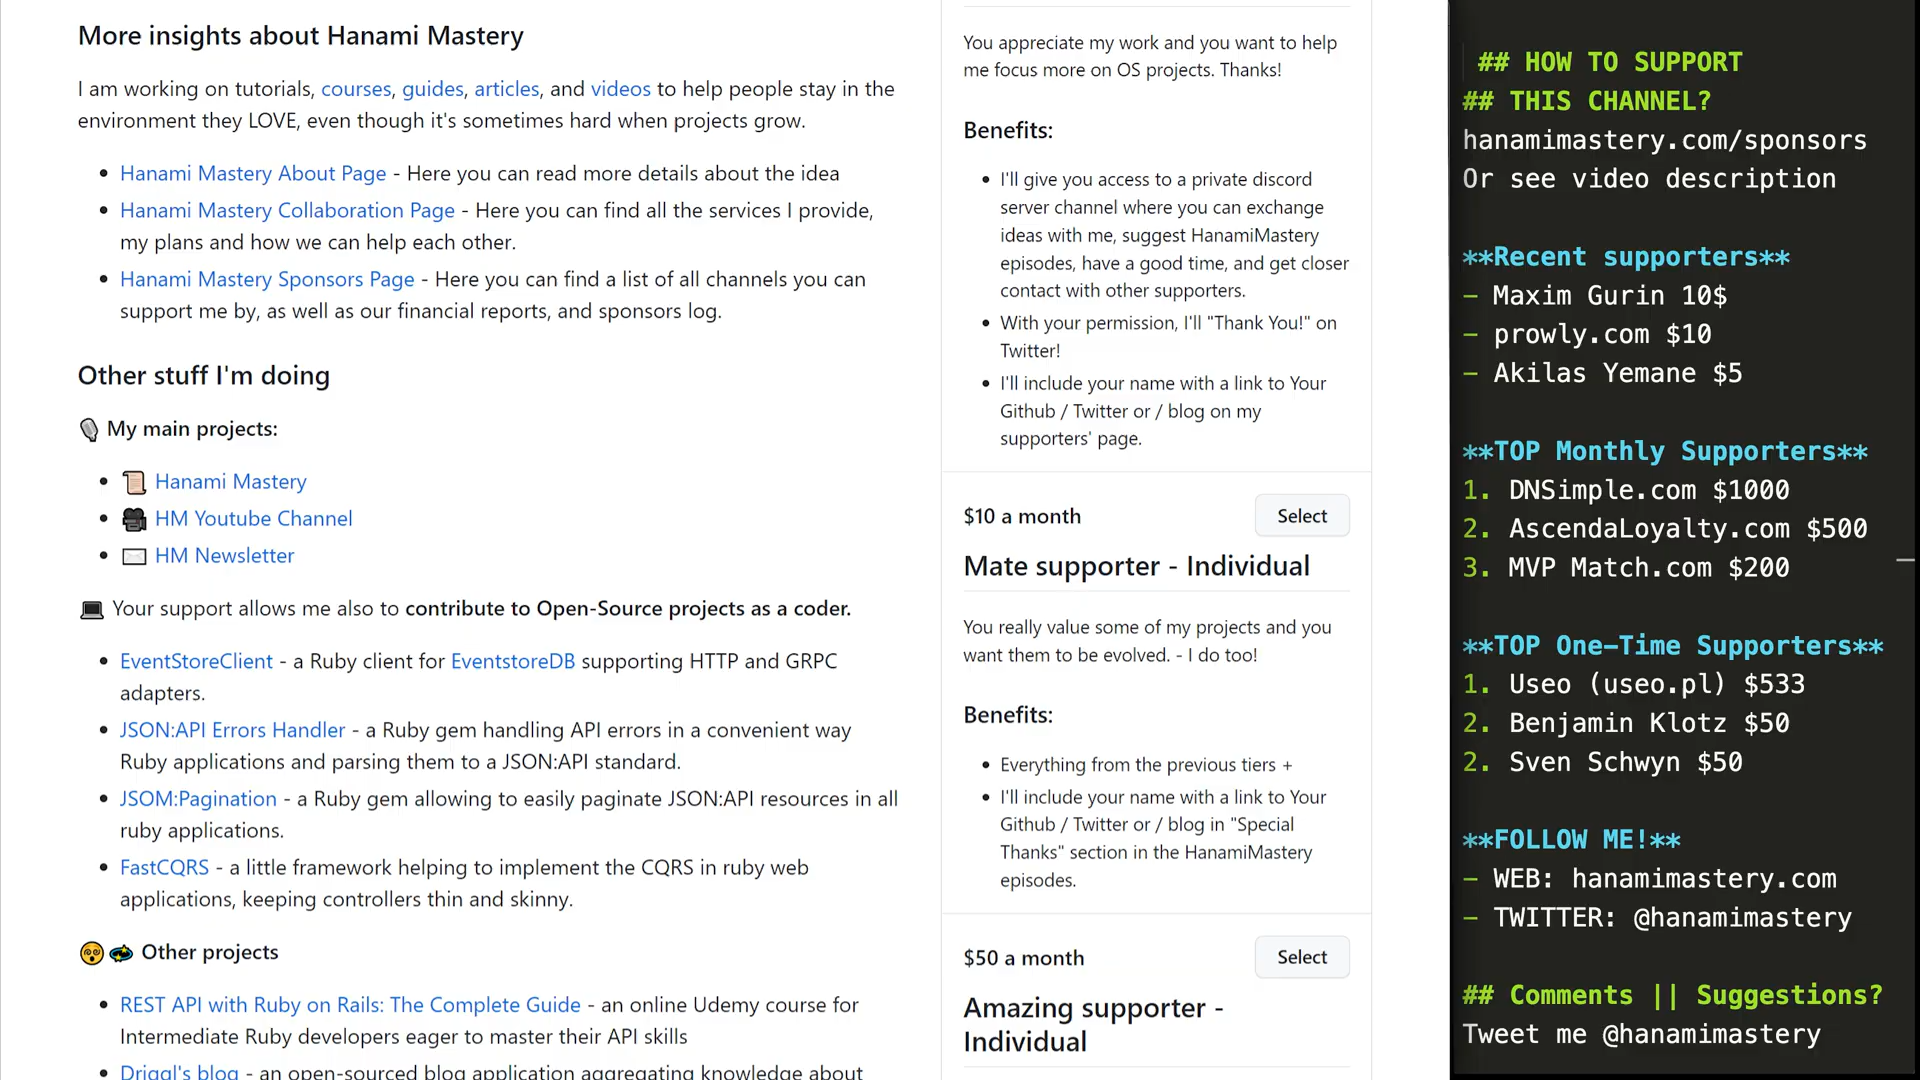 More insights about Hanami Mastery
I am working on tutorials, courses, guides, articles, and videos to help people stay in the
environment they LOVE, even though it's sometimes hard when projects grow.
Hanami Mastery About Page - Here you can read more details about the idea
Hanami Mastery Collaboration Page - Here you can find all the services I provide,
my plans and how we can help each other.
Hanami Mastery Sponsors Page - Here you can find a list of all channels you can
support me by, as well as our financial reports, and sponsors log.
Other stuff I'm doing
My main projects:
Hanami Mastery
HM Youtube Channel
HM Newsletter
Your support allows me also to contribute to Open-Source projects as a coder.
EventStoreClient - a Ruby client for EventstoreDB supporting HTTP and GRPC
adapters.
JSON:API Errors Handler - a Ruby gem handling API errors in a convenient way
Ruby applications and parsing them to a JSON:API standard.
JSOM:Pagination - a Ruby gem allowing to easily paginate JSON:API resources in all
ruby applications.
FastCQRS - a little framework helping to implement the CQRS in ruby web
applications, keeping controllers thin and skinny.
Other projects
REST API with Ruby on Rails: The Complete Guide - an online Udemy course for
Intermediate Ruby developers eager to master their API skills
Driggl's blog - an open-sourced blog application aggregating knowledge about
You appreciate my work and you want to help
me focus more on OS projects. Thanks!
Benefits:
I'll give you access to a private discord
server channel where you can exchange
ideas with me, suggest HanamiMastery
episodes, have a good time, and get closer
contact with other supporters.
With your permission, I'll "Thank You!" on
Twitter!
I'll include your name with a link to Your
Github / Twitter or / blog on my
supporters' page.
$10 a month
Select
Mate supporter - Individual
You really value some of my projects and you
want them to be evolved. - I do too!
Benefits:
Everything from the previous tiers +
I'll include your name with a link to Your
Github / Twitter or / blog in "Special
Thanks" section in the HanamiMastery
episodes.
$50 a month
Select
Amazing supporter -
Individual
## HOW TO SUPPORT
## THIS CHANNEL?
hanamimastery.com/sponsors
Or see video description
**Recent supporters**
- Maxim Gurin 10$
- prowly.com $10
- Akilas Yemane $5
**TOP Monthly Supporters**
1. DNSimple.com $1000
2. AscendaLoyalty.com $500
3. MVP Match.com $200
**TOP One-Time Supporters**
1. Useo (useo.pl) $533
2. Benjamin Klotz $50
2. Sven Schwyn $50
**FOLLOW ME!**
- WEB: hanamimastery.com
- TWITTER: @hanamimastery
## Comments || Suggestions?
Tweet me @hanamimastery